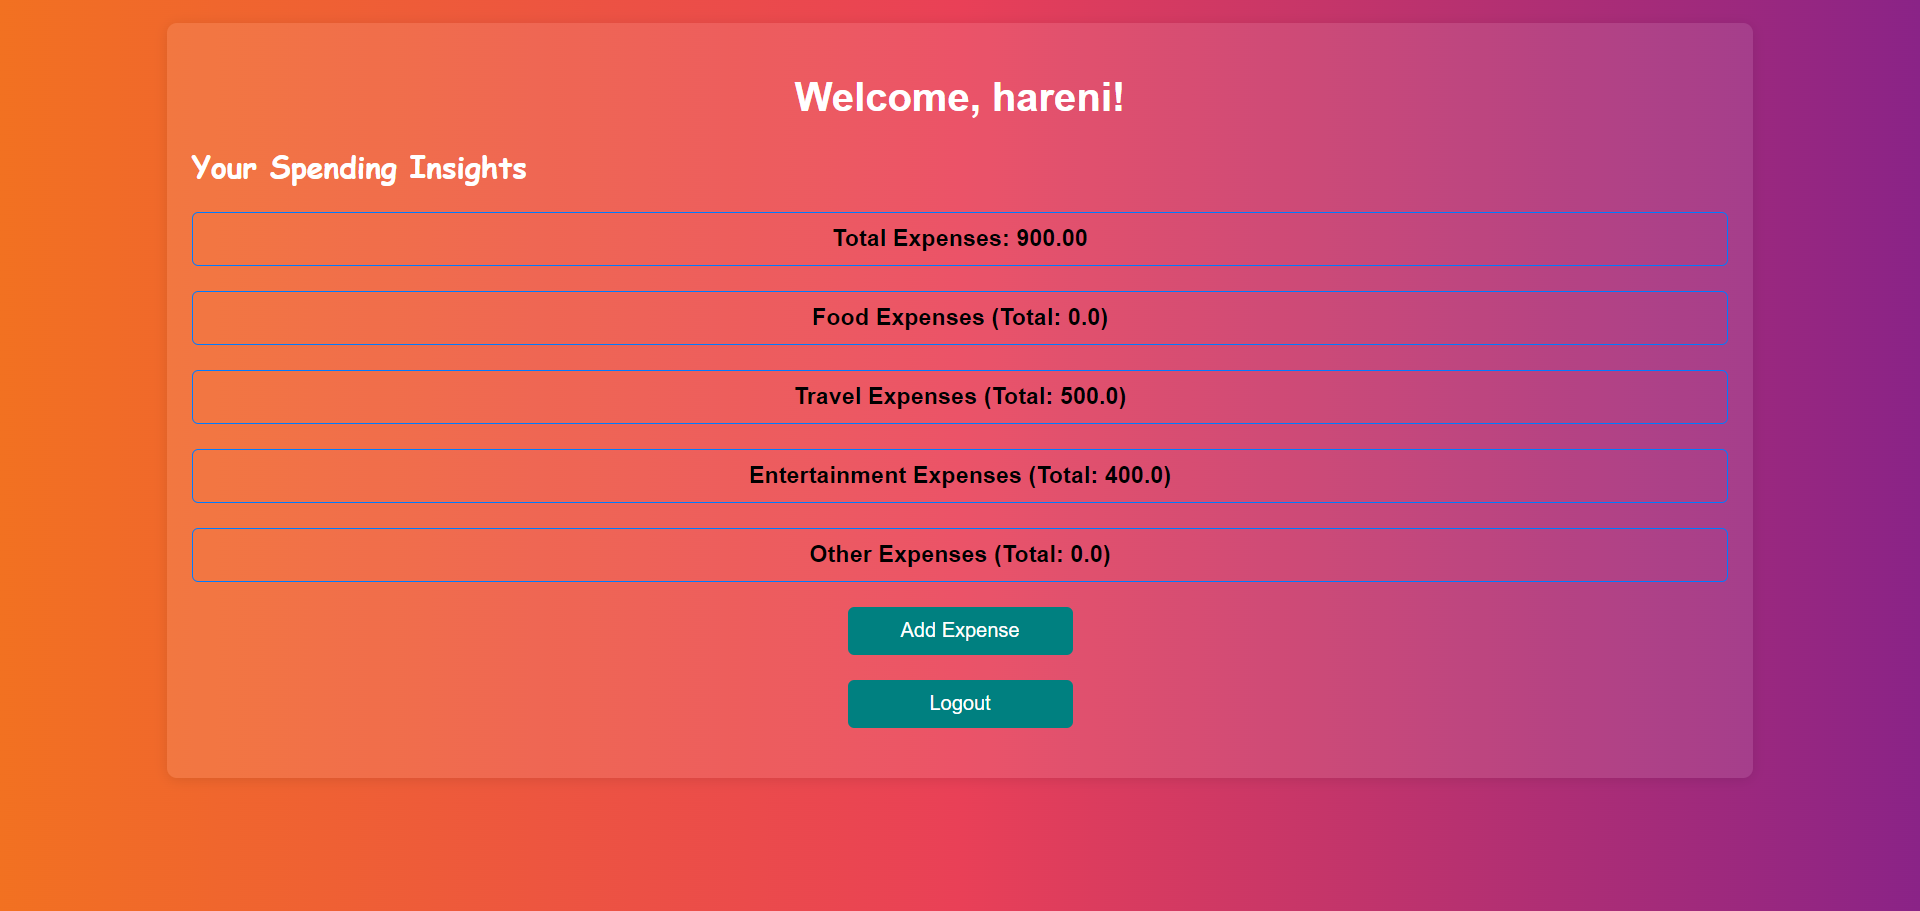 Welcome, hareni!
Your Spending Insights
Total Expenses: 900.00
Food Expenses (Total: 0.0)
Travel Expenses (Total: 500.0)
Entertainment Expenses (Total: 400.0)
Other Expenses (Total: 0.0)
Add Expense
Logout